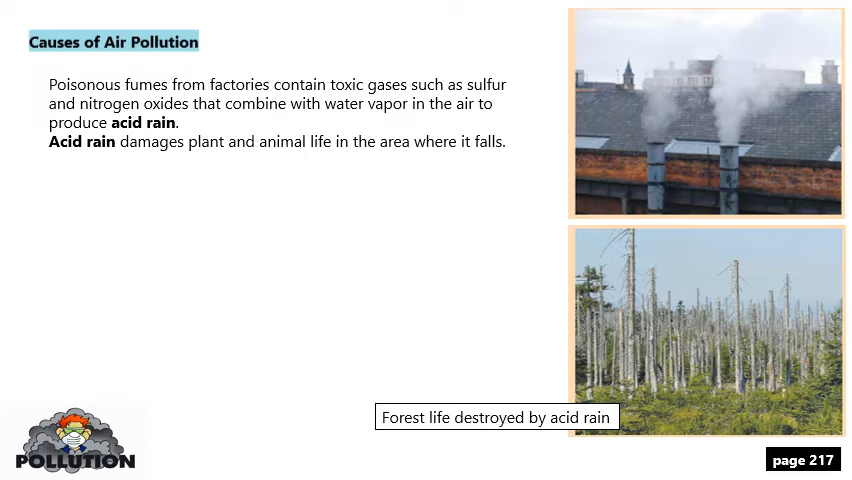 Causes of Air Pollution
Poisonous fumes from factories contain toxic gases such as sulfur
and nitrogen oxides that combine with water vapor in the air to
produce acid rain.
Acid rain damages plant and animal life in the area where it falls.
Forest life destroyed by acid rain
POLLUTION
page 217